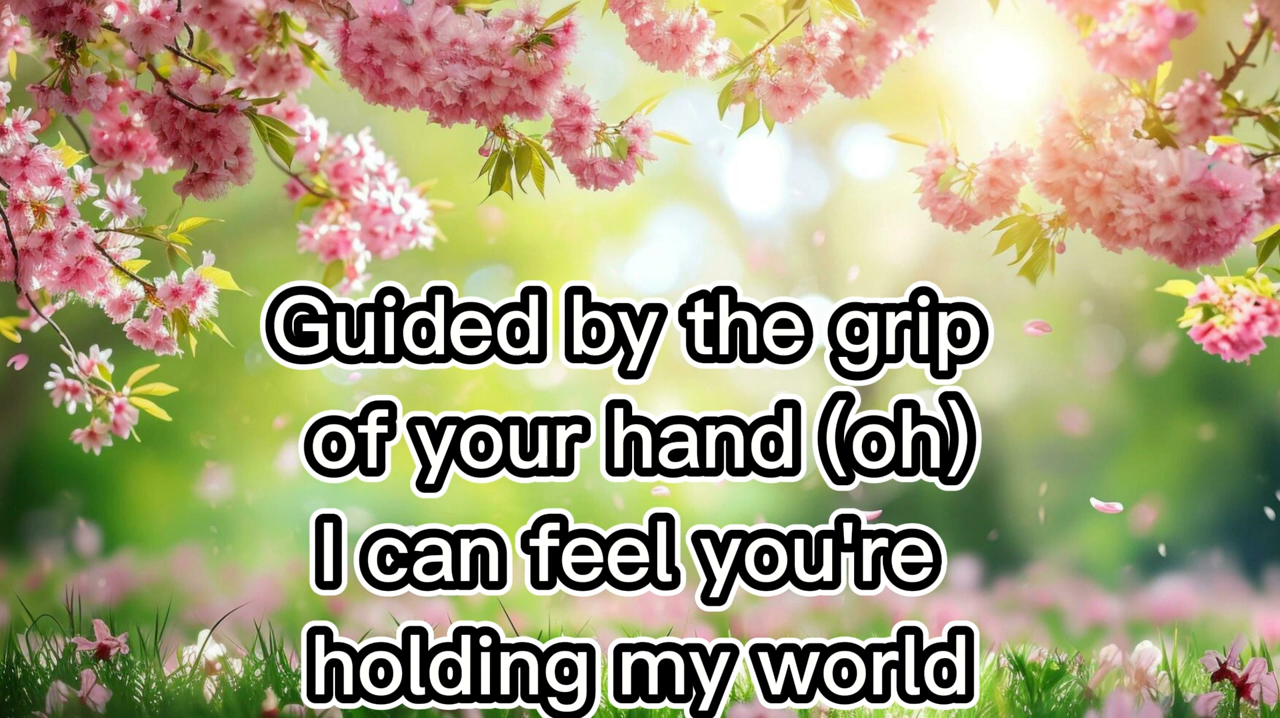 Guided by the grip
of your hand (oh)
I can feel you're
holding my world